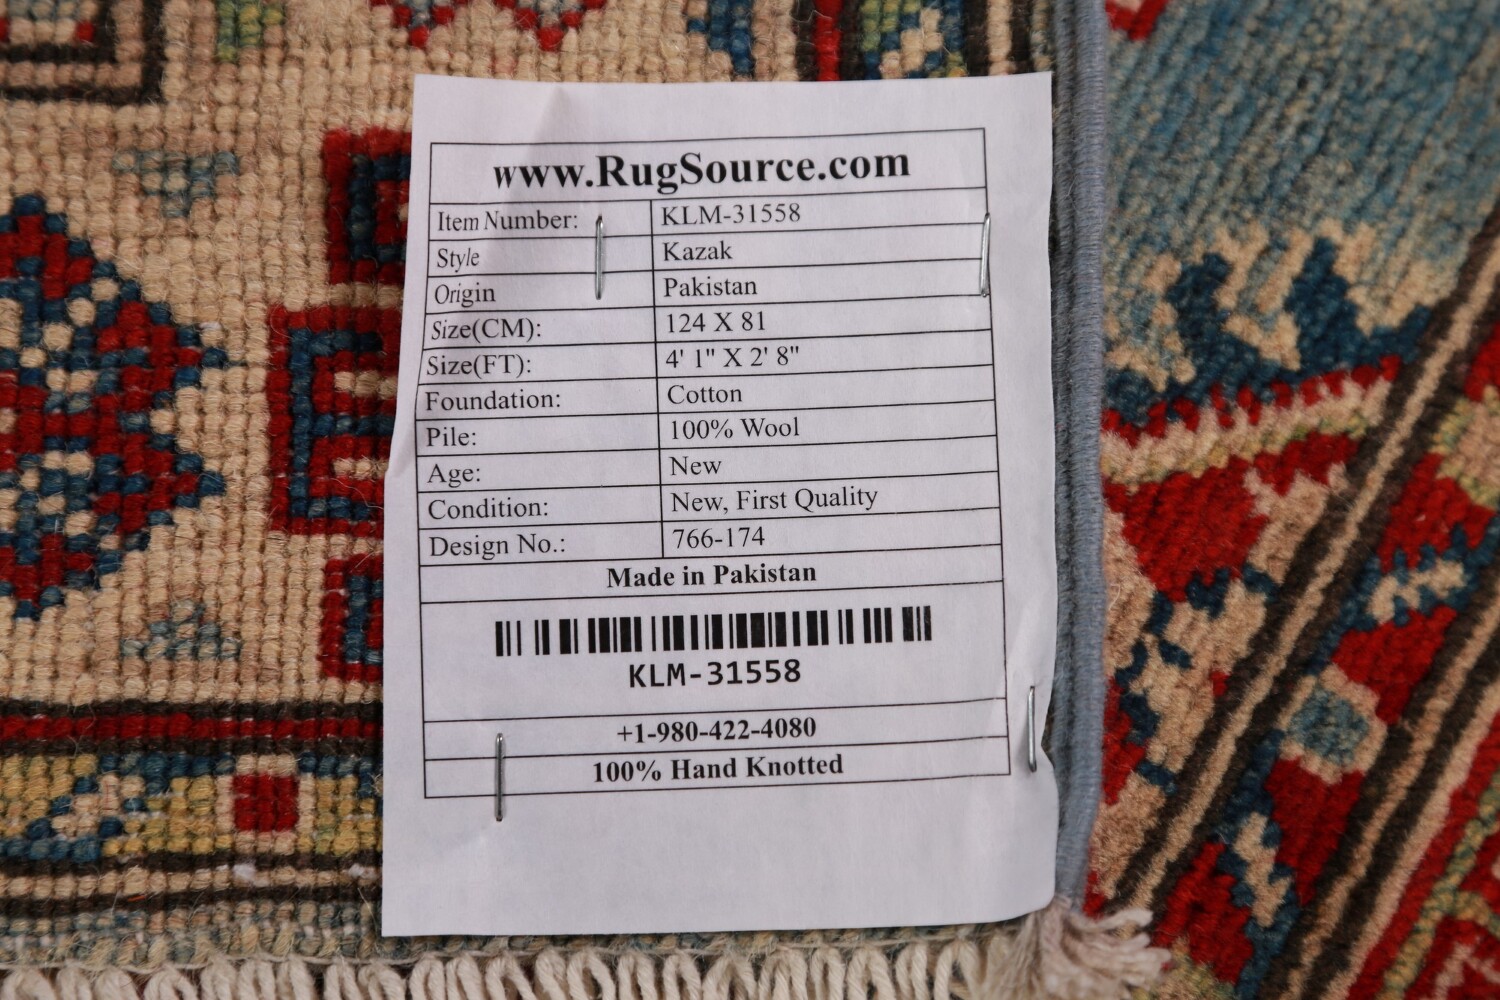 www.RugSource.com
Item Number: KLM-31558
Style Kazak
Origin Pakistan
Size(CM): 124 X 81
Size(FT): 4' 1" X 2' 8"
Foundation: Cotton
Pile: 100% Wool
Age: New
Condition: New, First Quality
Design No.: 766-174
Made in Pakistan
KLM-31558
+1-980-422-4080
100% Hand Knotted